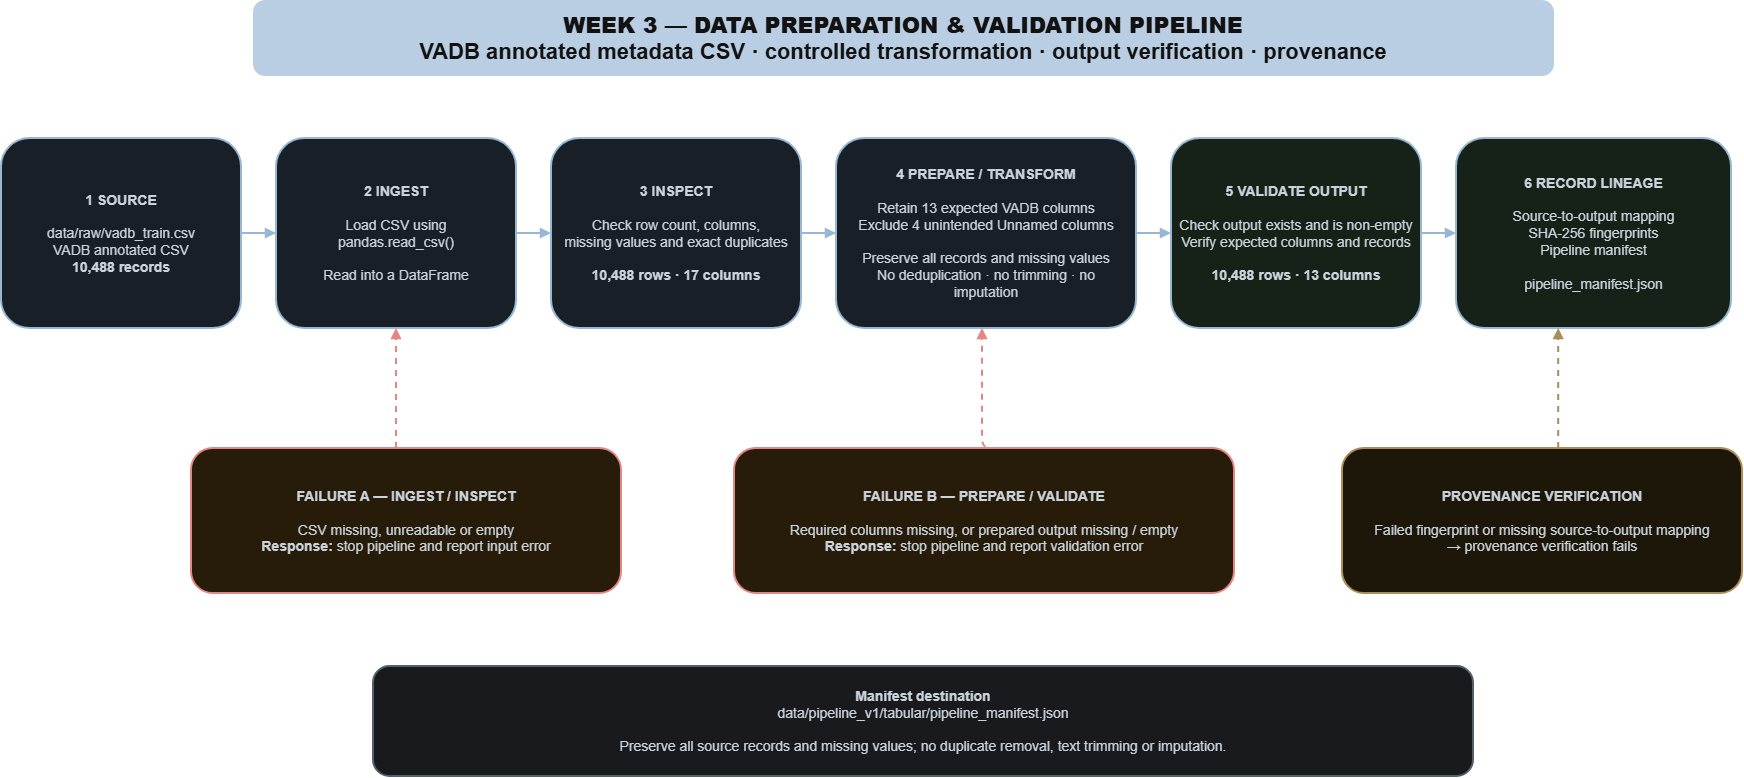 WEEK 3 — DATA PREPARATION & VALIDATION PIPELINE
VADB annotated metadata CSV · controlled transformation · output verification · provenance
1 SOURCE
data/raw/vadb_train.csv
VADB annotated CSV
10,488 records
2 INGEST
Load CSV using
pandas.read_csv()
Read into a DataFrame
3 INSPECT
Check row count, columns,
missing values and exact duplicates
10,488 rows · 17 columns
4 PREPARE / TRANSFORM
Retain 13 expected VADB columns
Exclude 4 unintended Unnamed columns
Preserve all records and missing values
No deduplication · no trimming · no
imputation
5 VALIDATE OUTPUT
Check output exists and is non-empty
Verify expected columns and records
10,488 rows · 13 columns
6 RECORD LINEAGE
Source-to-output mapping
SHA-256 fingerprints
Pipeline manifest
pipeline_manifest.json
FAILURE A — INGEST / INSPECT
CSV missing, unreadable or empty
Response: stop pipeline and report input error
FAILURE B — PREPARE / VALIDATE
Required columns missing, or prepared output missing / empty
Response: stop pipeline and report validation error
PROVENANCE VERIFICATION
Failed fingerprint or missing source-to-output mapping
→ provenance verification fails
Manifest destination
data/pipeline_v1/tabular/pipeline_manifest.json
Preserve all source records and missing values; no duplicate removal, text trimming or imputation.